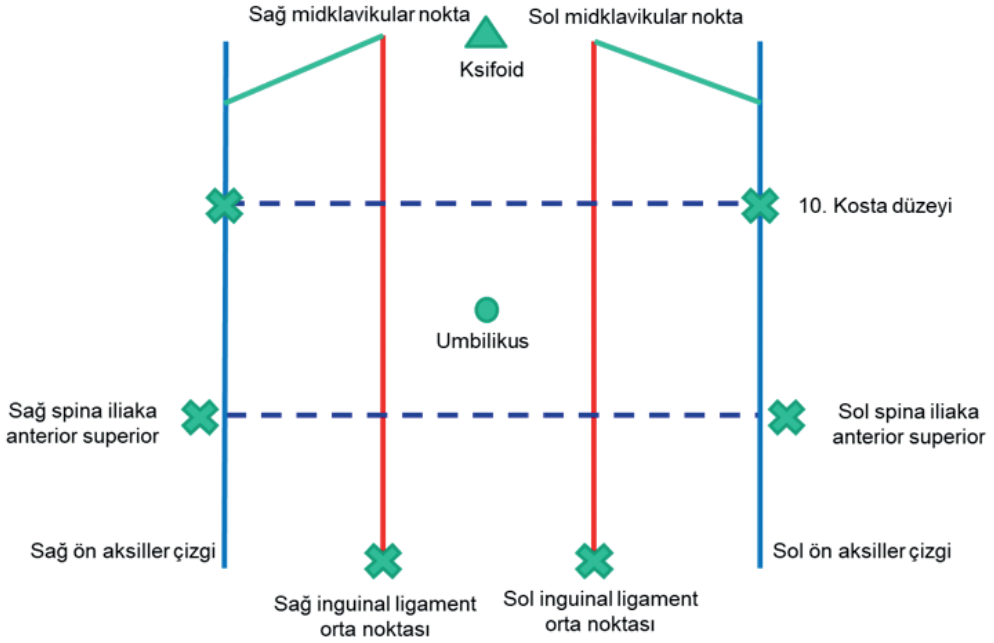 Sağ midklavikular nokta
Sol midklavikular nokta
Ksifoid
10. Kosta düzeyi
Umbilikus
Sağ spina iliaka
anterior superior
Sol spina iliaka
anterior superior
Sağ ön aksiller çizgi
Sol ön aksiller çizgi
Sağ inguinal ligament
orta noktası
Sol inguinal ligament
orta noktası